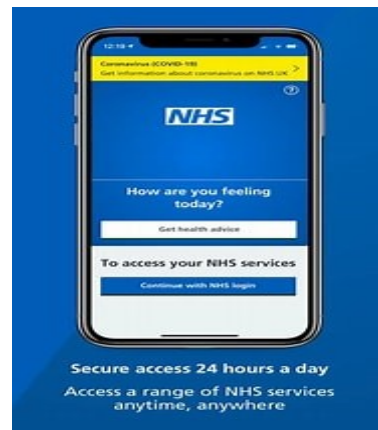 12:19
Coronavirus (COVID-19)
Get information about coronavirus on NHS.UK
NHS
How are you feeling
today?
Get health advice
To access your NHS services
Continue with NHS login
Secure access 24 hours a day
Access a range of NHS services
anytime, anywhere